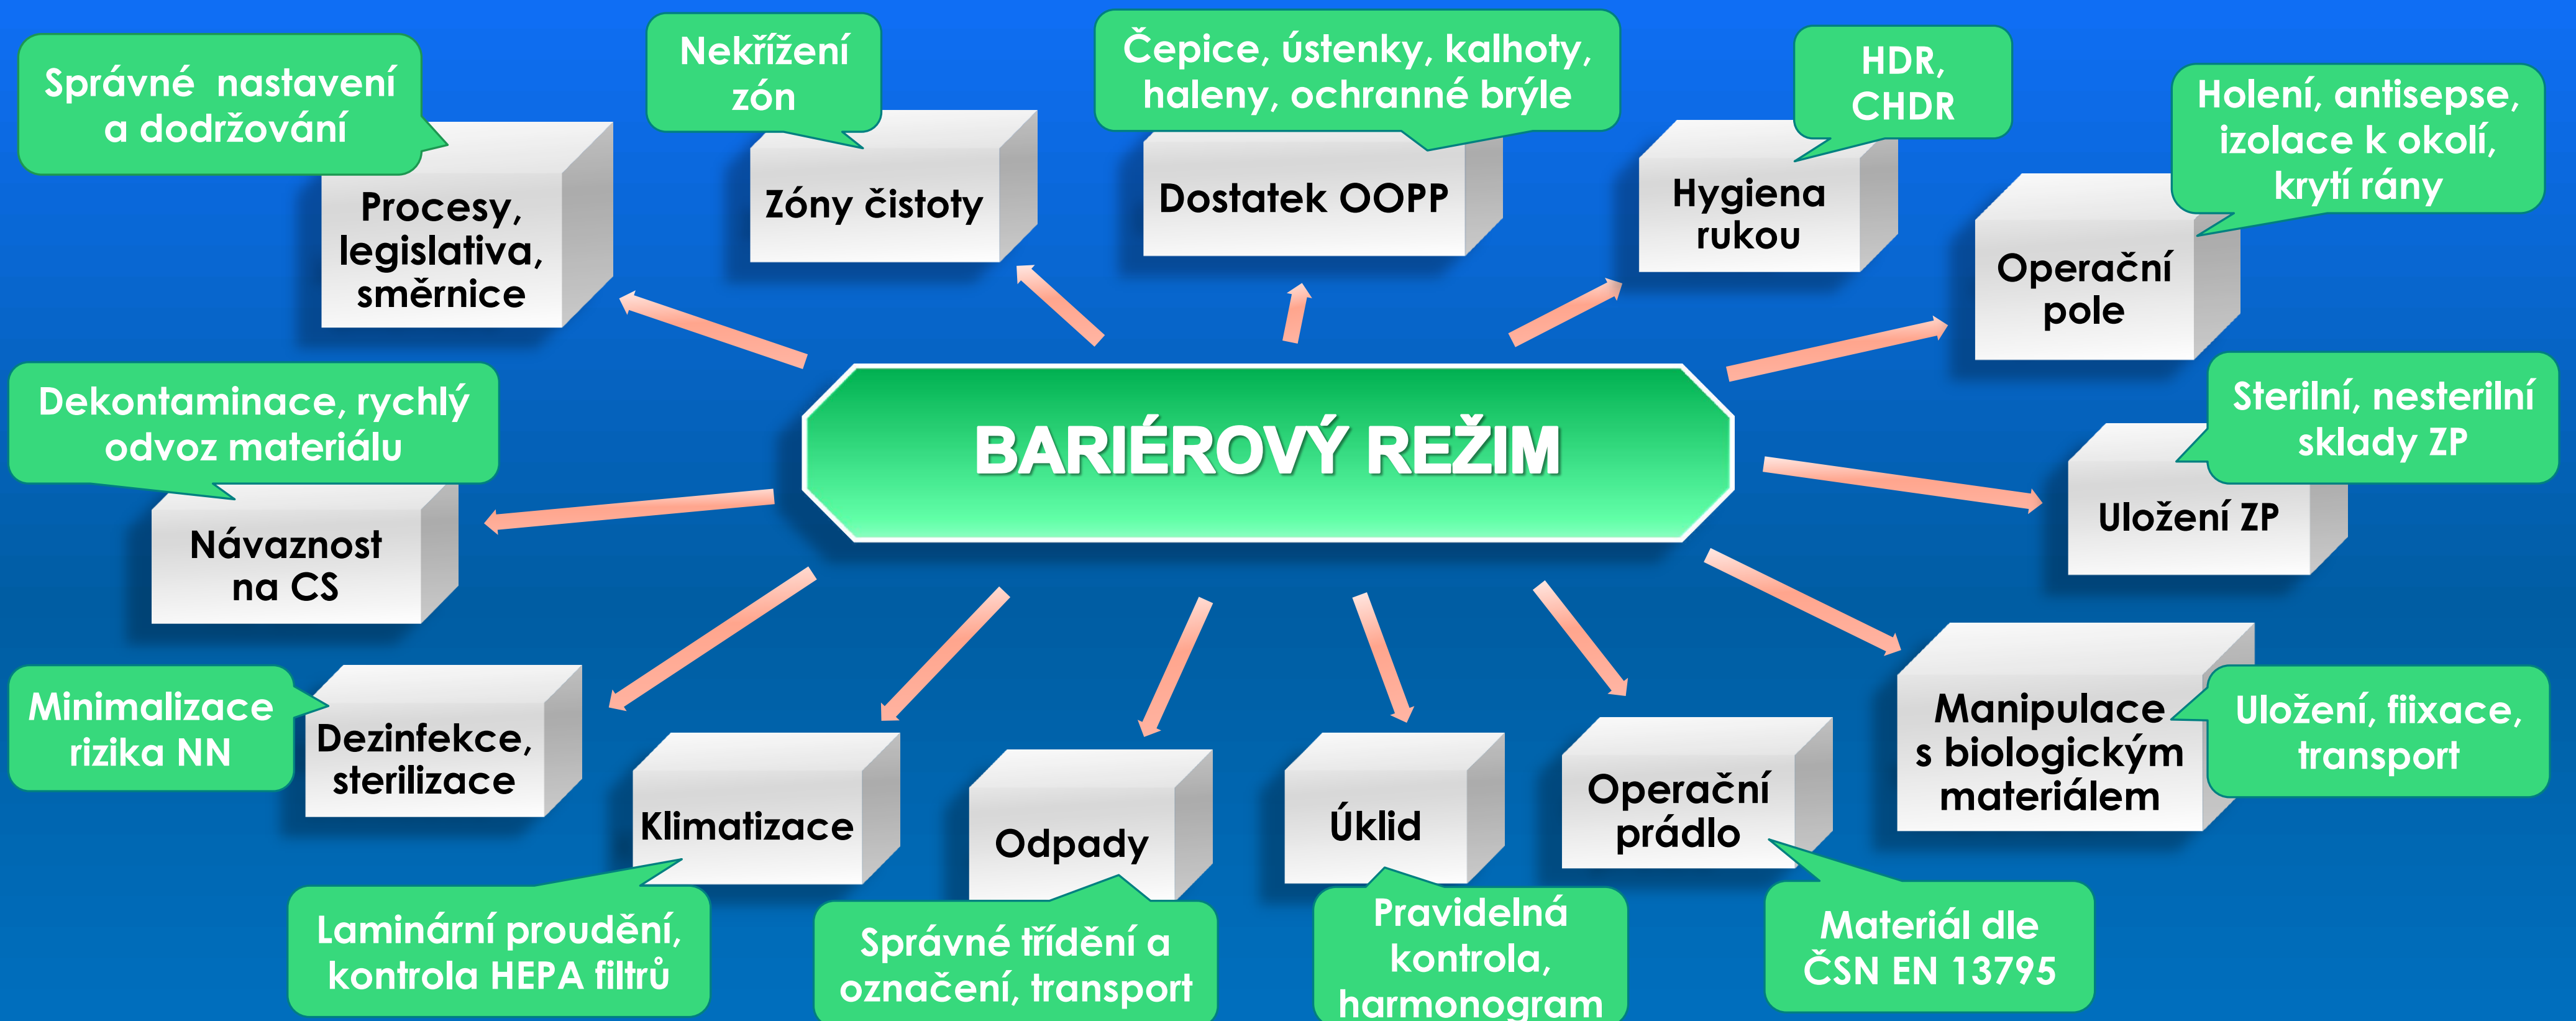 Správné nastavení
a dodržování
Procesy,
legislativa,
směrnice
Nekřížení
zón
Zóny čistoty
Čepice, ústenky, kalhoty,
haleny, ochranné brýle
Dostatek OOPP
HDR,
CHDR
Hygiena
rukou
Holení, antisepse,
izolace k okolí,
krytí rány
Operační
pole
BARIÉROVÝ REŽIM
Dekontaminace, rychlý
odvoz materiálu
Návaznost
na CS
Sterilní, nesterilní
sklady ZP
Uložení ZP
Minimalizace
rizika NN
Dezinfekce,
sterilizace
Klimatizace
Laminární proudění,
kontrola HEPA filtrů
Odpady
Správné třídění a
označení, transport
Úklid
Pravidelná
kontrola,
harmonogram
Operační
prádlo
Materiál dle
ČSN EN 13795
Manipulace
s biologickým
materiálem
Uložení, fiixace,
transport